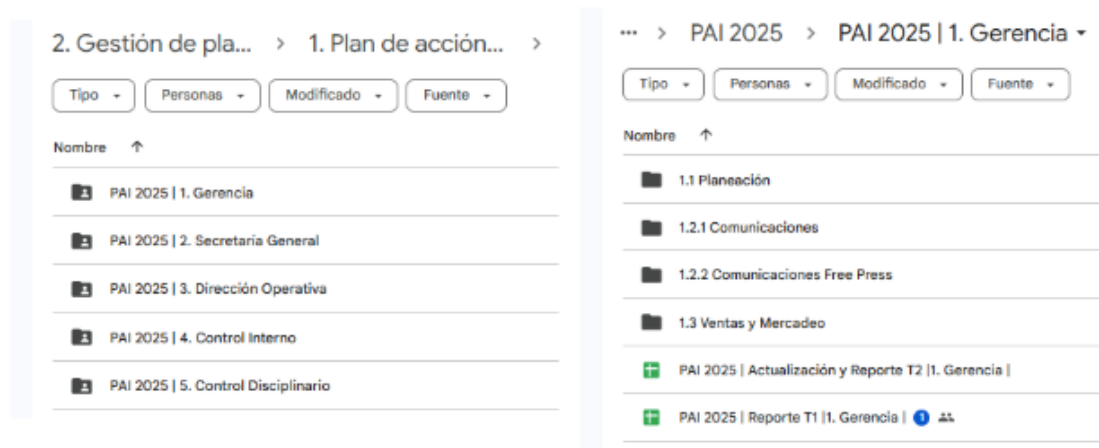 2. Gestión de pla... > 1. Plan de acción... >
Tipo Personas Modificado Fuente
Nombre ↑
PAI 2025 | 1. Gerencia
PAI 2025 | 2. Secretaría General
PAI 2025 | 3. Dirección Operativa
PAI 2025 | 4. Control Interno
PAI 2025 | 5. Control Disciplinario
... > PAI 2025 > PAI 2025 | 1. Gerencia
Tipo Personas Modificado Fuente
Nombre ↑
1.1 Planeación
1.2.1 Comunicaciones
1.2.2 Comunicaciones Free Press
1.3 Ventas y Mercadeo
PAI 2025 | Actualización y Reporte T2 |1. Gerencia |
PAI 2025 | Reporte T1 |1. Gerencia | 1